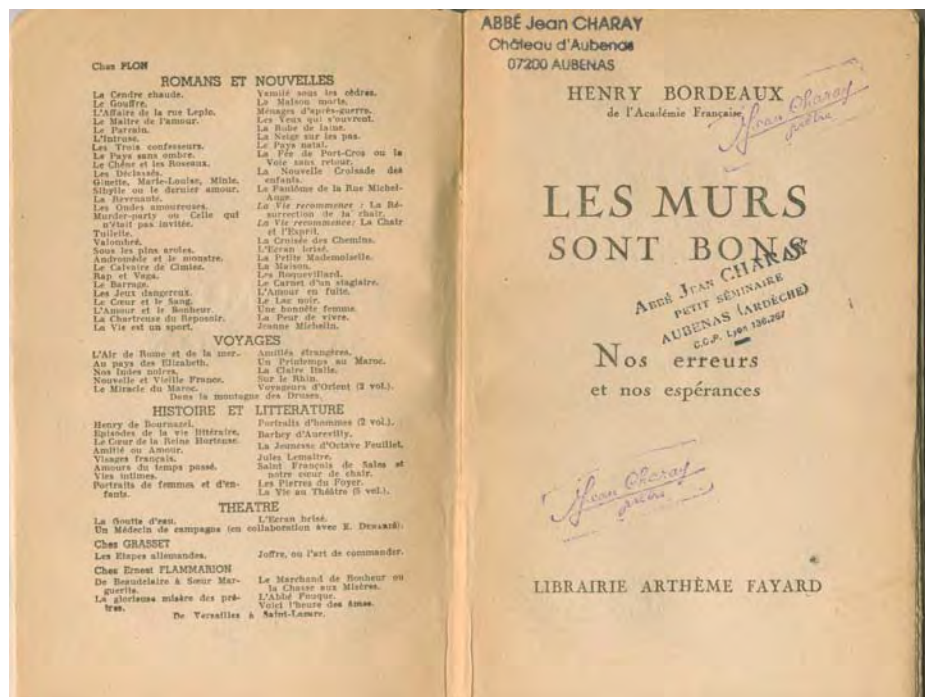 Chez PLON
ROMANS ET NOUVELLES
La Cendre chaude.
Le Gouffre.
L'Affaire de la rue Lepic.
Le Maître de l'amour.
Le Parrain.
L'Intruse.
Les Trois confesseurs.
Le Pays sans ombre.
Le Chêne et les Roseaux.
Les Déclassés.
Ginette, Marie-Louise, Minle.
Sibylle ou le dernier amour.
La Revenante.
Les Ondes amoureuses.
Murder-party ou Celle qui
n'était pas invitée.
Tuilette.
Valombré.
Sous les pins aroles.
Andromède et le monstre.
Le Calvaire de Cimiez.
Rap et Vaga.
Le Barrage.
Les Jeux dangereux.
Le Cœur et le Sang.
L'Amour et le Bonheur.
La Chartreuse du Reposoir.
La Vie est un sport.
Yamilé sous les cèdres.
La Maison morte.
Ménages d'après-guerre.
Les Yeux qui s'ouvrent.
La Robe de laine.
La Neige sur les pas.
Le Pays natal.
La Fée de Port-Cros ou la
Voie sans retour.
La Nouvelle Croisade des
enfants.
Le Fantôme de la Rue Michel-
Ange.
La Vie recommence : La Ré-
surrection de la chair.
La Vie recommence: La Chair
et l'Esprit.
La Croisée des Chemins.
L'Ecran brisé.
La Petite Mademoiselle.
La Maison.
Les Roquevillard.
Le Carnet d'un stagiaire.
L'Amour en fuite.
Le Lac noir.
Une honnête femme.
La Peur de vivre.
Jeanne Michelin.
VOYAGES
L'Air de Rome et de la mer.
Au pays des Elizabeth.
Nos Indes noires.
Nouvelle et Vieille France.
Le Miracle du Maroc.
Amitiés étrangères.
Un Printemps au Maroc.
La Claire Italie.
Sur le Rhin.
Voyageurs d'Orient (2 vol.).
Dans la montagne des Druses.
HISTOIRE ET LITTERATURE
Henry de Bournazel.
Episodes de la vie littéraire.
Le Cœur de la Reine Hortense.
Amitié ou Amour.
Visages français.
Amours du temps passé.
Vies intimes.
Portraits de femmes et d'en-
fants.
Portraits d'hommes (2 vol.).
Barbey d'Aurevilly.
La Jeunesse d'Octave Feuillet.
Jules Lemaître.
Saint François de Sales et
notre cœur de chair.
Les Pierres du Foyer.
La Vie au Théâtre (5 vol.).
THEATRE
La Goutte d'eau.
L'Ecran brisé.
Un Médecin de campagne (en collaboration avec E. DENARIÉ).
Chez GRASSET
Les Etapes allemandes.
Joffre, ou l'art de commander.
Chez Ernest FLAMMARION
De Beaudelaire à Sœur Mar-
guerite.
La glorieuse misère des prê-
tres.
Le Marchand de Bonheur ou
la Chasse aux Misères.
L'Abbé Fouque.
Voici l'heure des âmes.
De Versailles à Saint-Lazare.
ABBÉ Jean CHARAY
Château d'Aubenas
07200 AUBENAS
HENRY BORDEAUX
de l'Académie Française
Jean Charay
prêtre
LES MURS
SONT BONS
ABBÉ JEAN CHARAY
PETIT SÉMINAIRE
AUBENAS (ARDÈCHE)
C.C.P. Lyon 136.267
Nos erreurs
et nos espérances
Jean Charay
prêtre
LIBRAIRIE ARTHÈME FAYARD